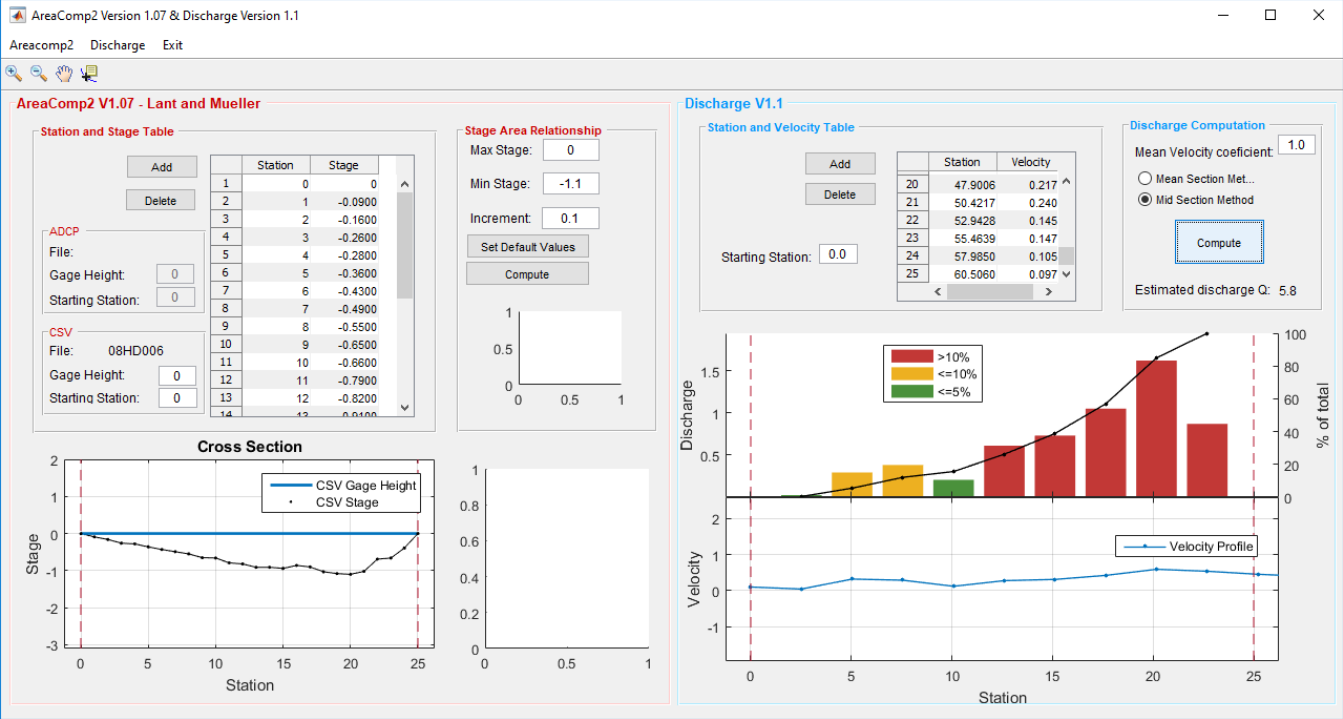 AreaComp2 Version 1.07 & Discharge Version 1.1
Areacomp2 Discharge Exit
AreaComp2 V1.07 - Lant and Mueller
Station and Stage Table
Add
Delete
ADCP
File:
Gage Height: 0
Starting Station: 0
CSV
File: 08HD006
Gage Height: 0
Starting Station: 0
Station Stage
1 0 0
2 1 -0.0900
3 2 -0.1600
4 3 -0.2600
5 4 -0.2800
6 5 -0.3600
7 6 -0.4300
8 7 -0.4900
9 8 -0.5500
10 9 -0.6500
11 10 -0.6600
12 11 -0.7900
13 12 -0.8200
14 13 -0.9100
Stage Area Relationship
Max Stage: 0
Min Stage: -1.1
Increment: 0.1
Set Default Values
Compute
1
0.5
0
0 0.5 1
Cross Section
CSV Gage Height
CSV Stage
Stage
2
1
0
-1
-2
-3
0 5 10 15 20 25
Station
1
0.8
0.6
0.4
0.2
0
0 0.5 1
Discharge V1.1
Station and Velocity Table
Add
Delete
Starting Station: 0.0
Station Velocity
20 47.9006 0.217
21 50.4217 0.240
22 52.9428 0.145
23 55.4639 0.147
24 57.9850 0.105
25 60.5060 0.097
Discharge Computation
Mean Velocity coeficient: 1.0
Mean Section Met...
Mid Section Method
Compute
Estimated discharge Q: 5.8
Discharge
1.5
1
0.5
>10%
<=10%
<=5%
100
80
60
40
20
0
% of total
Velocity
2
1
0
-1
Velocity Profile
0 5 10 15 20 25
Station